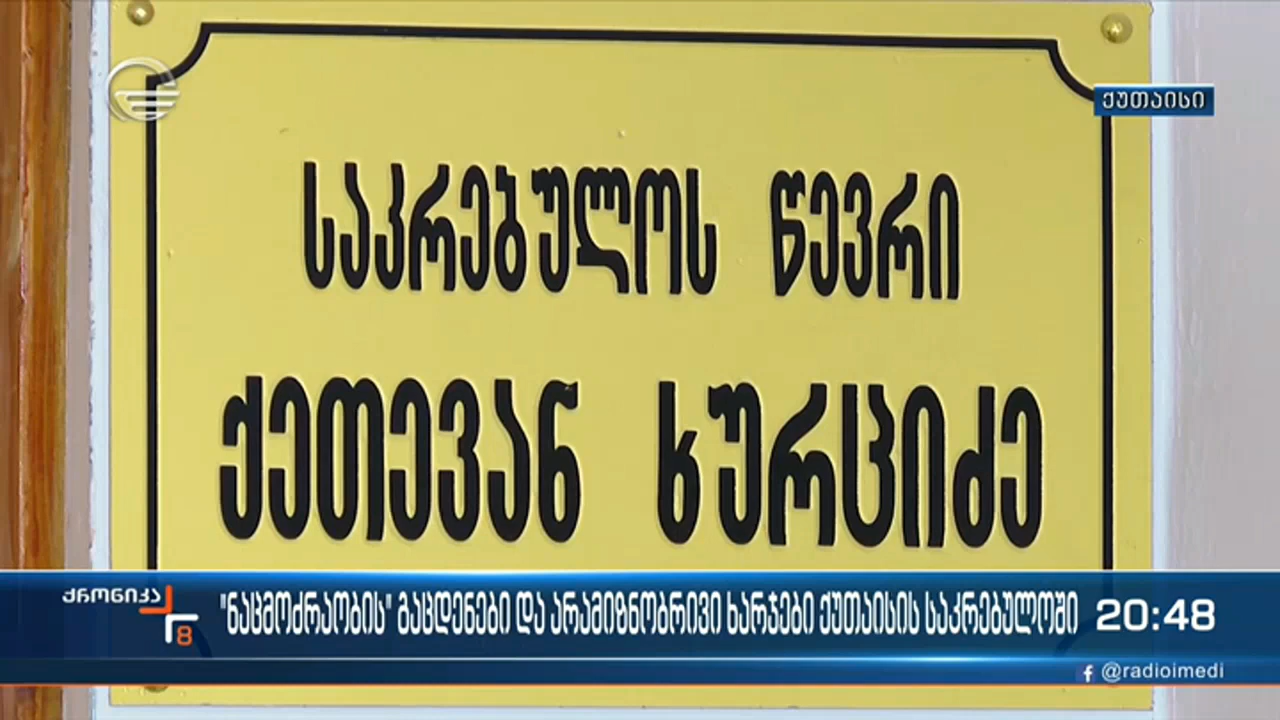 ქუთაისი
საკრებულოს წევრი
ქეთევან ხურციძე
ქრონიკა
8
"ნაცმოძრაობის" გაცდენები და არამიზნობრივი ხარჯები ქუთაისის საკრებულოში
20:48
@radioimedi